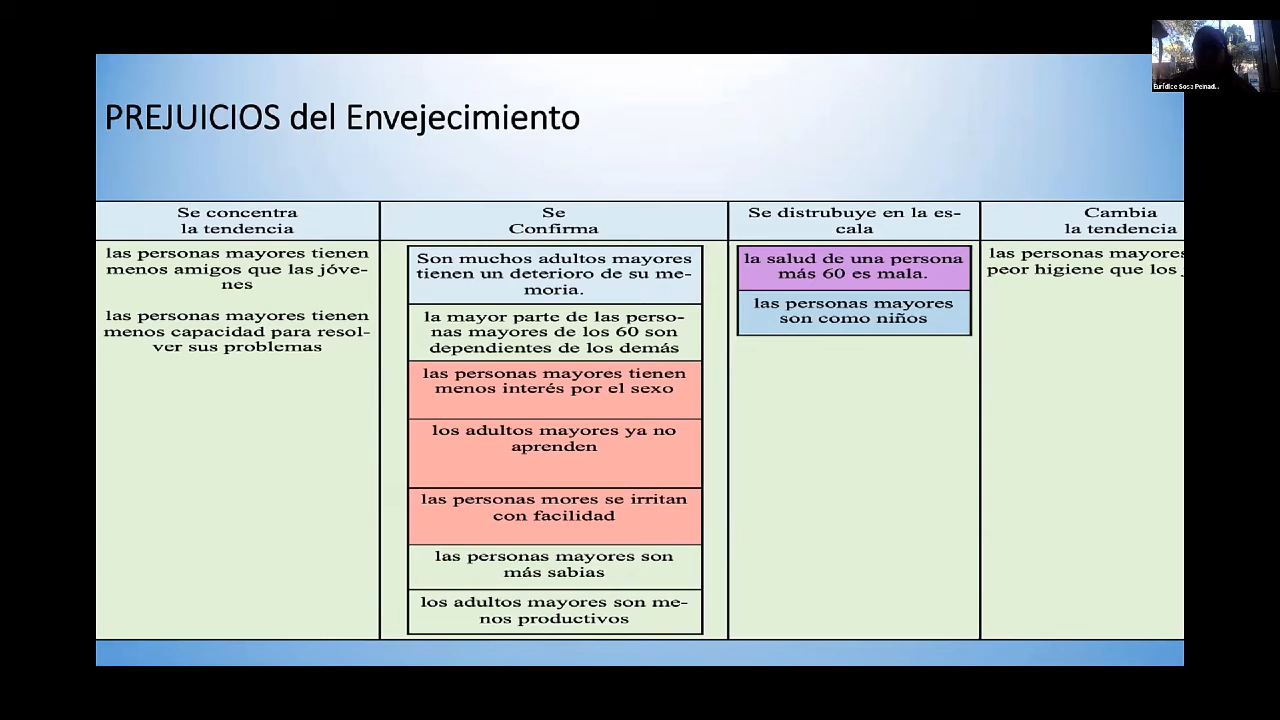 Eurídice Sosa Peinad...
PREJUICIOS del Envejecimiento
Se concentra
la tendencia
Se
Confirma
Se distrubuye en la es-
cala
Cambia
la tendencia
las personas mayores tienen
menos amigos que las jóve-
nes
las personas mayores tienen
menos capacidad para resol-
ver sus problemas
Son muchos adultos mayores
tienen un deterioro de su me-
moria.
la mayor parte de las perso-
nas mayores de los 60 son
dependientes de los demás
las personas mayores tienen
menos interés por el sexo
los adultos mayores ya no
aprenden
las personas mores se irritan
con facilidad
las personas mayores son
más sabias
los adultos mayores son me-
nos productivos
la salud de una persona
más 60 es mala.
las personas mayores
son como niños
las personas mayores
peor higiene que los